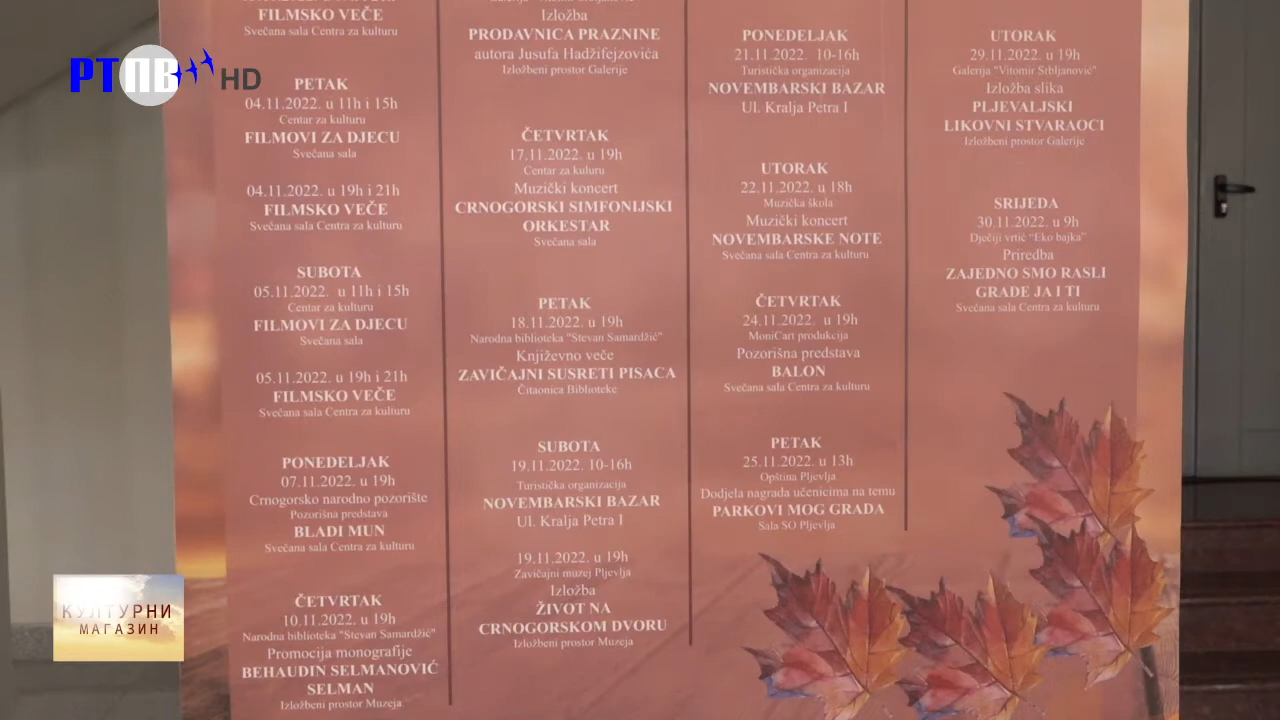 РТПВ HD
FILMSKO VEČE
Svečana sala Centra za kulturu
PETAK
04.11.2022. u 11h i 15h
Centar za kulturu
FILMOVI ZA DJECU
Svečana sala
04.11.2022. u 19h i 21h
FILMSKO VEČE
Svečana sala Centra za kulturu
SUBOTA
05.11.2022. u 11h i 15h
Centar za kulturu
FILMOVI ZA DJECU
Svečana sala
05.11.2022. u 19h i 21h
FILMSKO VEČE
Svečana sala Centra za kulturu
PONEDELJAK
07.11.2022. u 19h
Crnogorsko narodno pozorište
Pozorišna predstava
BLADI MUN
Svečana sala Centra za kulturu
ČETVRTAK
10.11.2022. u 19h
Narodna biblioteka "Stevan Samardžić"
Promocija monografije
BEHAUDIN SELMANOVIĆ
SELMAN
Izložbeni prostor Muzeja
Izložba
PRODAVNICA PRAZNINE
autora Jusufa Hadžifejzovića
Izložbeni prostor Galerije
ČETVRTAK
17.11.2022. u 19h
Centar za kuluru
Muzički koncert
CRNOGORSKI SIMFONIJSKI
ORKESTAR
Svečana sala
PETAK
18.11.2022. u 19h
Narodna biblioteka "Stevan Samardžić"
Književno veče
ZAVIČAJNI SUSRETI PISACA
Čitaonica Biblioteke
SUBOTA
19.11.2022. 10-16h
Turistička organizacija
NOVEMBARSKI BAZAR
Ul. Kralja Petra I
19.11.2022. u 19h
Zavičajni muzej Pljevlja
Izložba
ŽIVOT NA
CRNOGORSKOM DVORU
Izložbeni prostor Muzeja
PONEDELJAK
21.11.2022. 10-16h
Turistička organizacija
NOVEMBARSKI BAZAR
Ul. Kralja Petra I
UTORAK
22.11.2022. u 18h
Muzička škola
Muzički koncert
NOVEMBARSKE NOTE
Svečana sala Centra za kulturu
ČETVRTAK
24.11.2022. u 19h
MoniCart produkcija
Pozorišna predstava
BALON
Svečana sala Centra za kulturu
PETAK
25.11.2022. u 13h
Opština Pljevlja
Dodjela nagrada učenicima na temu
PARKOVI MOG GRADA
Sala SO Pljevlja
UTORAK
29.11.2022. u 19h
Galerija "Vitomir Srbljanović"
Izložba slika
PLJEVALJSKI
LIKOVNI STVARAOCI
Izložbeni prostor Galerije
SRIJEDA
30.11.2022. u 9h
Dječiji vrtić "Eko bajka"
Priredba
ZAJEDNO SMO RASLI
GRADE JA I TI
Svečana sala Centra za kulturu
КУЛТУРНИ
МАГАЗИН